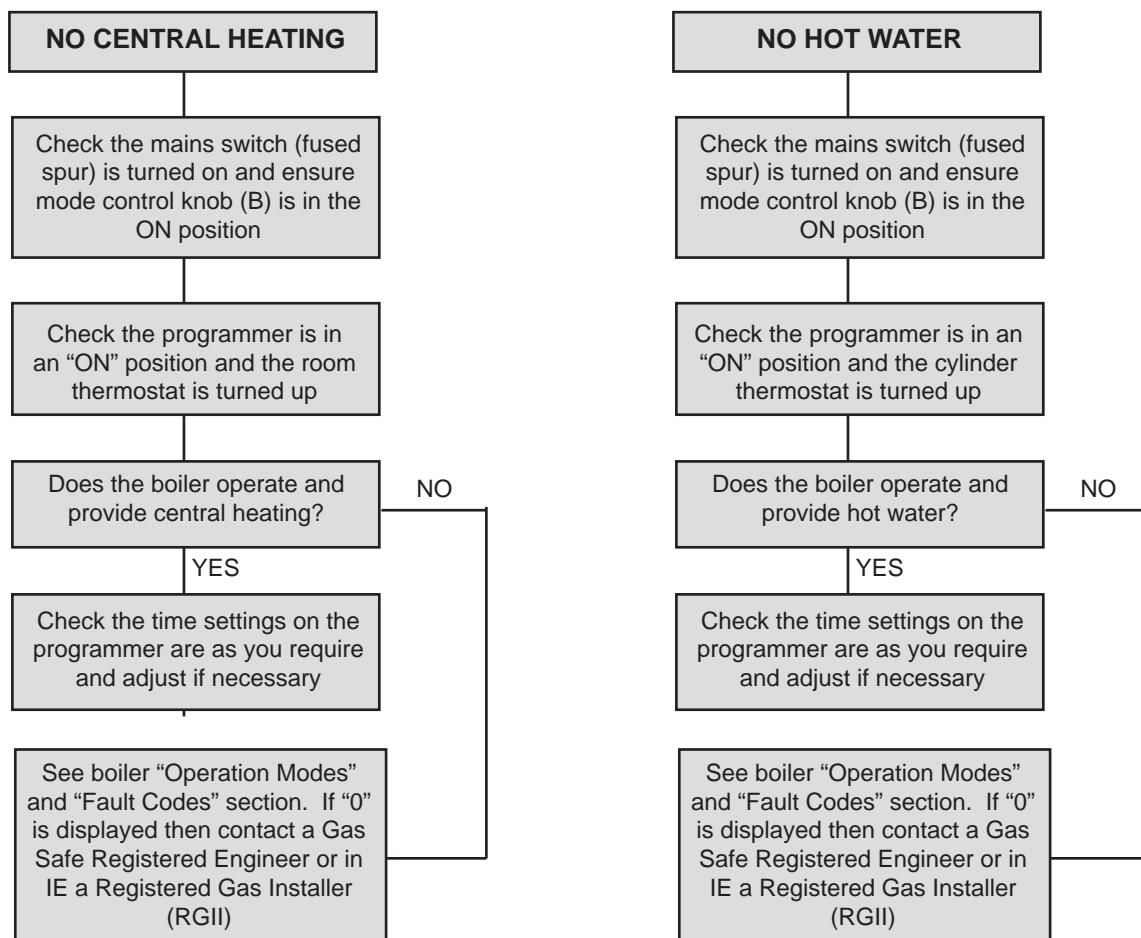 NO CENTRAL HEATING
Check the mains switch (fused
spur) is turned on and ensure
mode control knob (B) is in the
ON position
Check the programmer is in
an “ON” position and the room
thermostat is turned up
Does the boiler operate and
provide central heating?
NO
YES
Check the time settings on the
programmer are as you require
and adjust if necessary
See boiler “Operation Modes”
and “Fault Codes” section.  If “0”
is displayed then contact a Gas
Safe Registered Engineer or in
IE a Registered Gas Installer
(RGII)
NO HOT WATER
Check the mains switch (fused
spur) is turned on and ensure
mode control knob (B) is in the
ON position
Check the programmer is in an
“ON” position and the cylinder
thermostat is turned up
Does the boiler operate and
provide hot water?
NO
YES
Check the time settings on the
programmer are as you require
and adjust if necessary
See boiler “Operation Modes”
and “Fault Codes” section.  If “0”
is displayed then contact a Gas
Safe Registered Engineer or in
IE a Registered Gas Installer
(RGII)